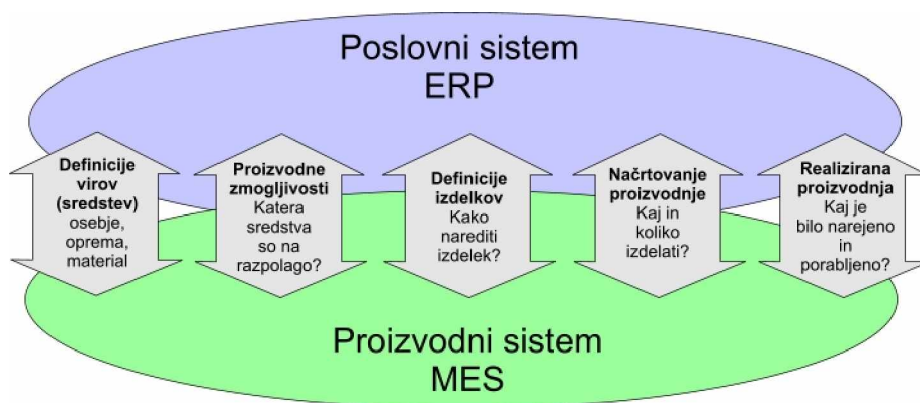 Poslovni sistem
ERP
Definicije
virov
(sredstev)
osebje,
oprema,
material
Proizvodne
zmogljivosti
Katera
sredstva
so na
razpolago?
Definicije
izdelkov
Kako
narediti
izdelek?
Načrtovanje
proizvodnje
Kaj in
koliko
izdelati?
Realizirana
proizvodnja
Kaj je
bilo narejeno
in
porabljeno?
Proizvodni sistem
MES